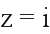 z = i